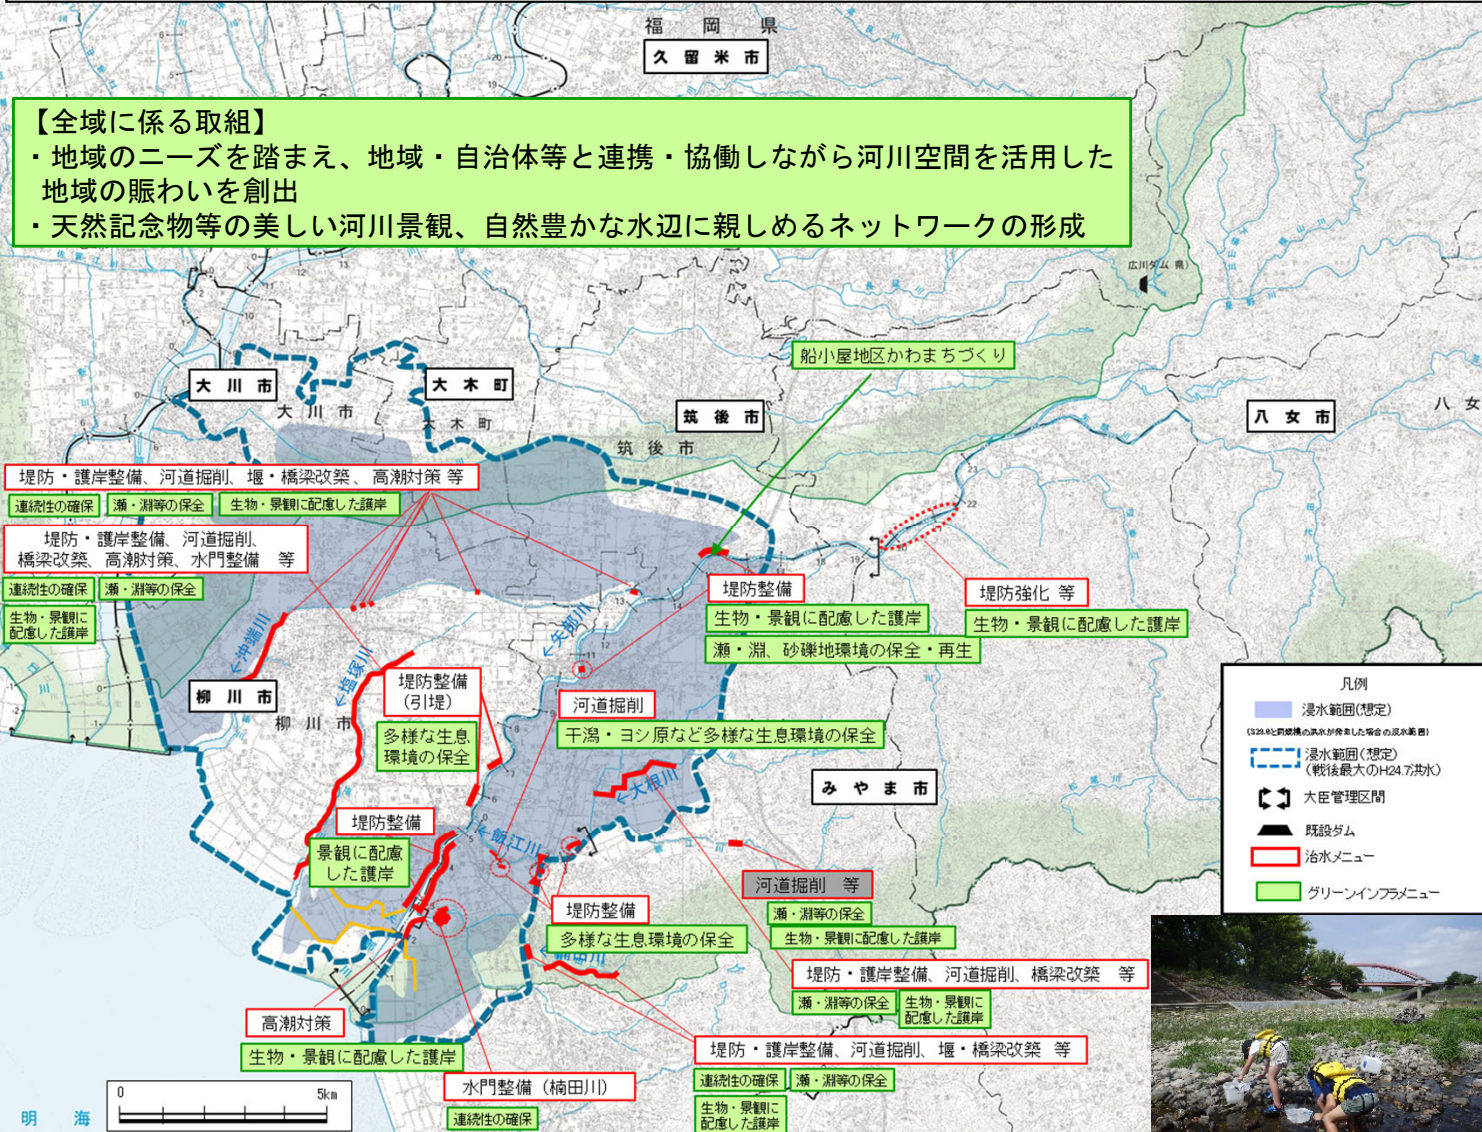 福岡県
久留米市
【全域に係る取組】
・地域のニーズを踏まえ、地域・自治体等と連携・協働しながら河川空間を活用した
地域の賑わいを創出
・天然記念物等の美しい河川景観、自然豊かな水辺に親しめるネットワークの形成
広川ダム(県)
船小屋地区かわまちづくり
大川市
大木町
筑後市
八女市
八女
大川市
大木町
筑後市
堤防・護岸整備、河道掘削、堰・橋梁改築、高潮対策 等
連続性の確保
瀬・淵等の保全
生物・景観に配慮した護岸
堤防・護岸整備、河道掘削、
橋梁改築、高潮対策、水門整備 等
連続性の確保
瀬・淵等の保全
生物・景観に
配慮した護岸
堤防整備
生物・景観に配慮した護岸
瀬・淵、砂礫地環境の保全・再生
堤防強化 等
生物・景観に配慮した護岸
←沖端川
←塩塚川
←矢部川
柳川市
柳川市
堤防整備
(引堤)
多様な生息
環境の保全
河道掘削
干潟・ヨシ原など多様な生息環境の保全
←大根川
みやま市
堤防整備
景観に配慮
した護岸
←飯江川
河道掘削 等
瀬・淵等の保全
生物・景観に配慮した護岸
堤防整備
多様な生息環境の保全
←楠田川
堤防・護岸整備、河道掘削、橋梁改築 等
瀬・淵等の保全
生物・景観に
配慮した護岸
高潮対策
生物・景観に配慮した護岸
堤防・護岸整備、河道掘削、堰・橋梁改築 等
連続性の確保
瀬・淵等の保全
生物・景観に
配慮した護岸
水門整備(楠田川)
連続性の確保
0 5km
明海
凡例
浸水範囲(想定)
(S28.6と同規模の洪水が発生した場合の浸水範囲)
浸水範囲(想定)
(戦後最大のH24.7洪水)
大臣管理区間
既設ダム
治水メニュー
グリーンインフラメニュー